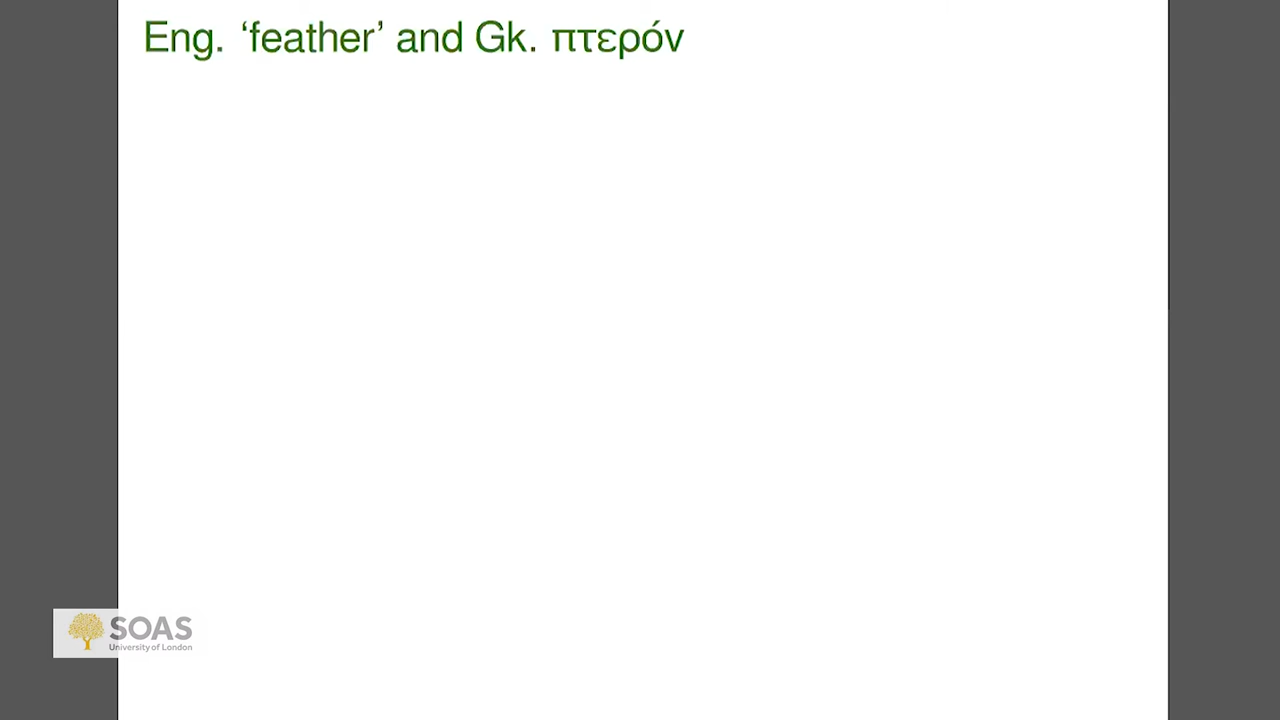 Eng. ‘feather’ and Gk. πτερόν
SOAS
University of London